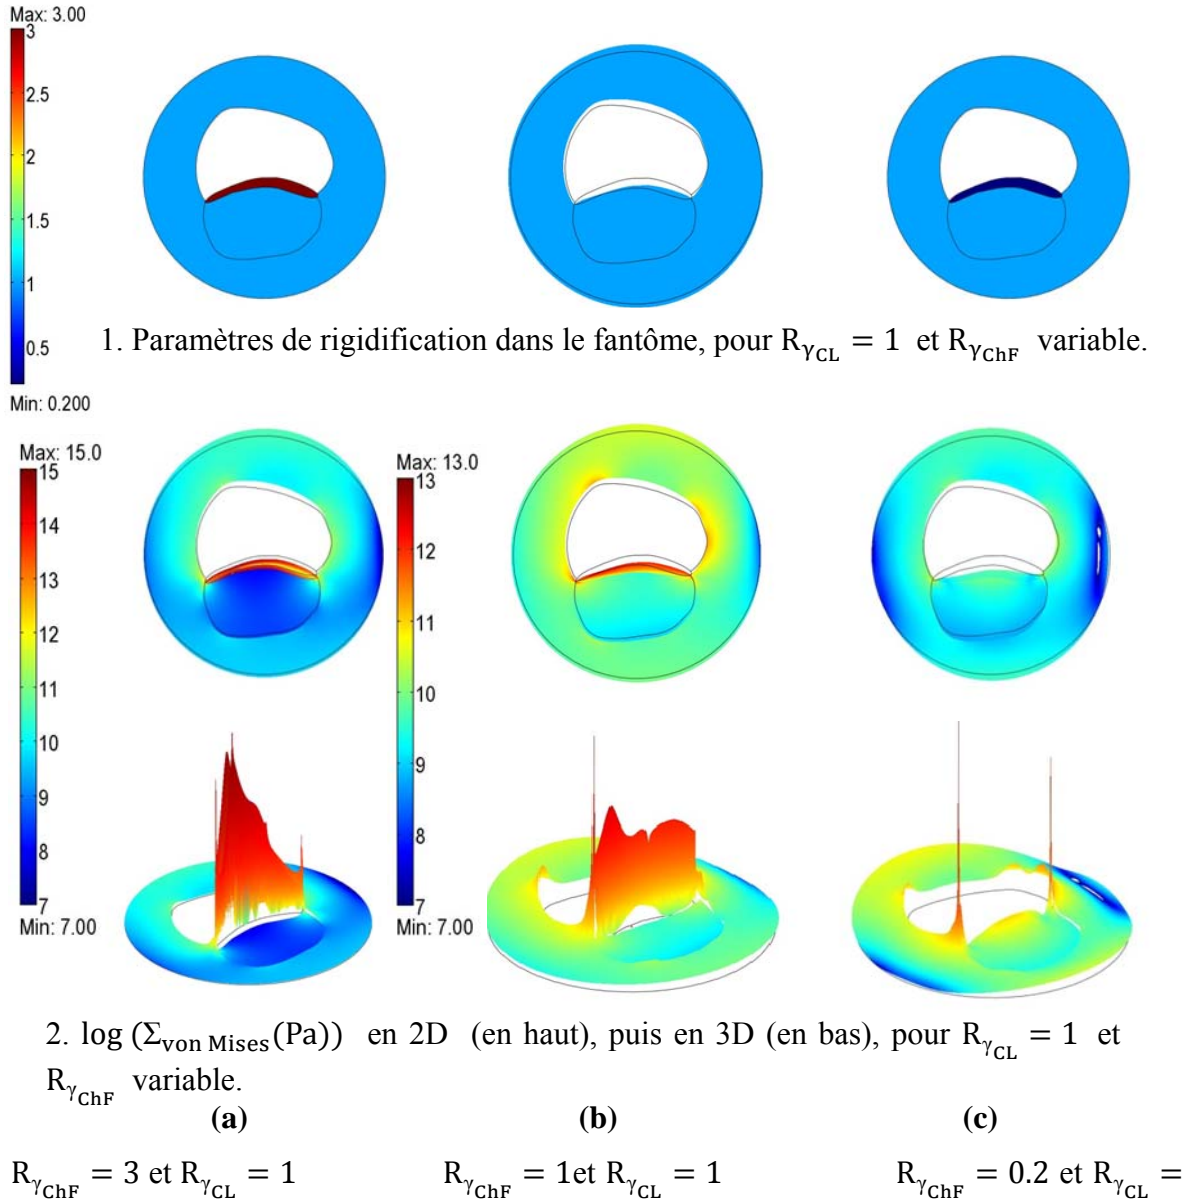 Max: 3.00
3
2.5
2
1.5
1
0.5
Min: 0.200
1. Paramètres de rigidification dans le fantôme, pour R_γCL = 1 et R_γChF variable.
Max: 15.0
15
14
13
12
11
10
9
8
7
Min: 7.00
Max: 13.0
13
12
11
10
9
8
7
Min: 7.00
2. log (Σ_von Mises(Pa)) en 2D (en haut), puis en 3D (en bas), pour R_γCL = 1 et
R_γChF variable.
(a) (b) (c)
R_γChF = 3 et R_γCL = 1 R_γChF = 1et R_γCL = 1 R_γChF = 0.2 et R_γCL =